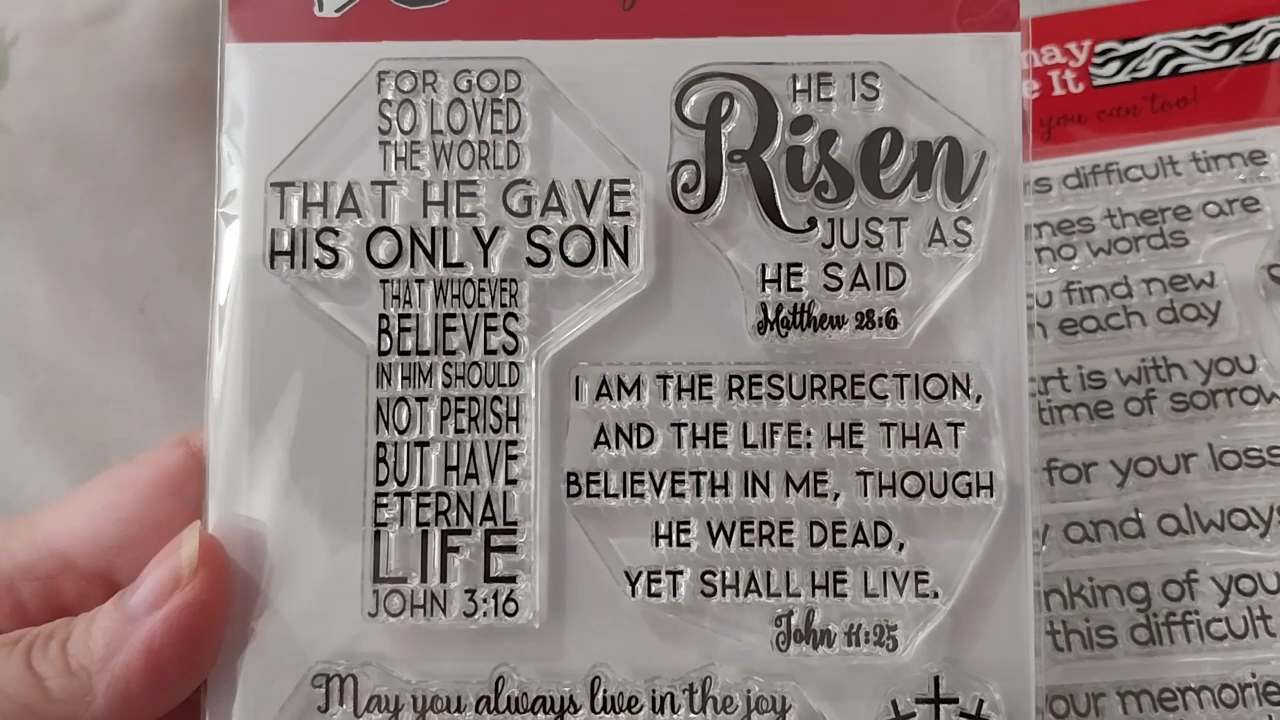 FOR GOD
SO LOVED
THE WORLD
THAT HE GAVE
HIS ONLY SON
THAT WHOEVER
BELIEVES
IN HIM SHOULD
NOT PERISH
BUT HAVE
ETERNAL
LIFE
JOHN 3:16
HE IS
Risen
JUST AS
HE SAID
Matthew 28:6
I AM THE RESURRECTION,
AND THE LIFE: HE THAT
BELIEVETH IN ME, THOUGH
HE WERE DEAD,
YET SHALL HE LIVE.
John 11:25
May you always live in the joy
It
you can too!
difficult time
there are
no words
find new
each day
is with you
time of sorrow
for your loss
and always
of you
this difficult